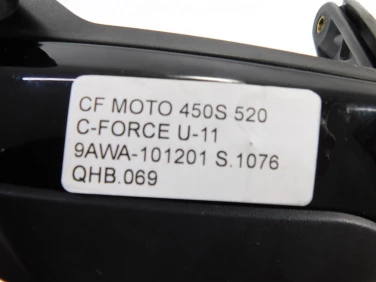 CF MOTO 450S 520
C-FORCE U-11
9AWA-101201 S.1076
QHB.069